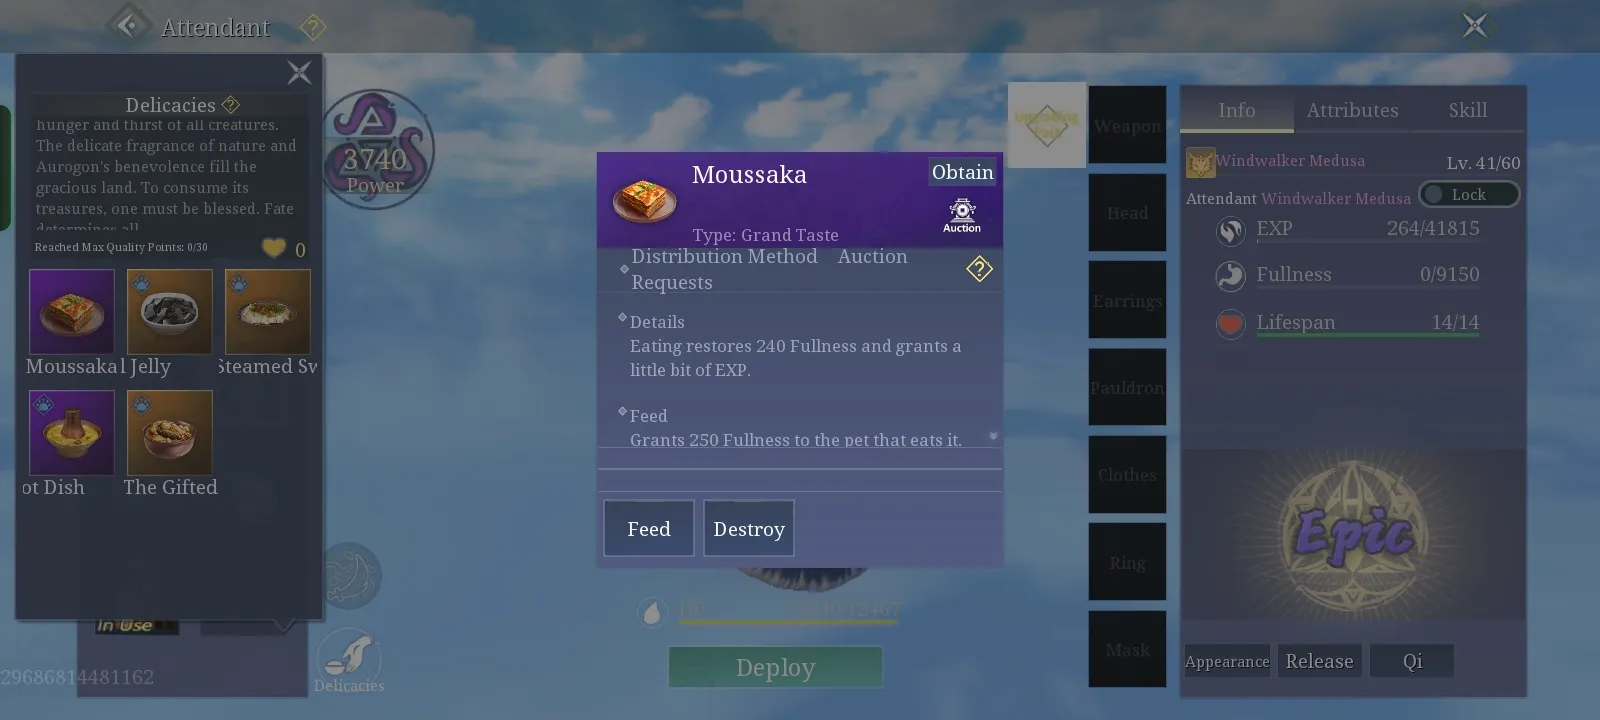 Attendant ?
Delicacies ?
hunger and thirst of all creatures.
The delicate fragrance of nature and
Aurogon's benevolence fill the
gracious land. To consume its
treasures, one must be blessed. Fate
determines all
Reached Max Quality Points: 0/30
0
Moussaka
l Jelly
Steamed Sw
ot Dish
The Gifted
In Use
29686814481162
3740
Power
Delicacies
Moussaka
Obtain
Auction
Type: Grand Taste
Distribution Method Auction
Requests
?
Details
Eating restores 240 Fullness and grants a
little bit of EXP.
Feed
Grants 250 Fullness to the pet that eats it.
Feed
Destroy
HP
Deploy
Upgrading
Path
Weapon
Head
Earrings
Pauldron
Clothes
Ring
Mask
Info
Attributes
Skill
Windwalker Medusa
Lv. 41/60
Attendant Windwalker Medusa
Lock
EXP 264/41815
Fullness 0/9150
Lifespan 14/14
Epic
Appearance
Release
Qi